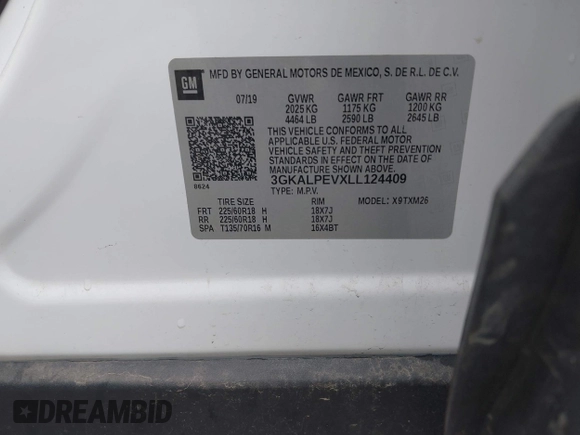 GM
MFD BY GENERAL MOTORS DE MEXICO, S. DE R.L. DE C.V.
07/19 GVWR GAWR FRT GAWR RR
2025 KG 1175 KG 1200 KG
4464 LB 2590 LB 2645 LB
THIS VEHICLE CONFORMS TO ALL
APPLICABLE U.S. FEDERAL MOTOR
VEHICLE SAFETY, BUMPER, AND THEFT PREVENTION
STANDARDS IN EFFECT ON THE DATE OF
MANUFACTURE SHOWN ABOVE.
3GKALPEVXLL124409
0624
TYPE: M.P.V. MODEL: X9TXM26
TIRE SIZE RIM
FRT 225/60R18 H 18X7J
RR 225/60R18 H 18X7J
SPA T135/70R16 M 16X4BT
DREAMBID